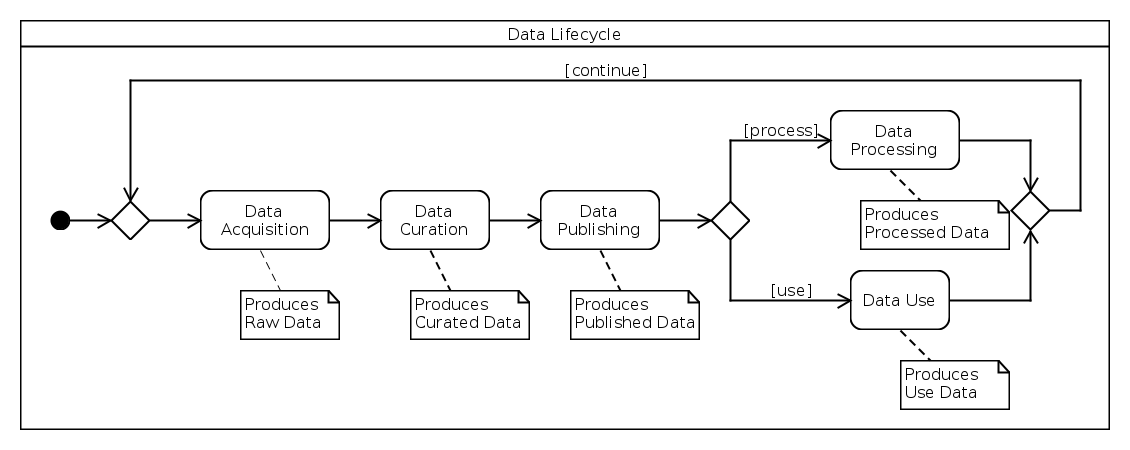 Data Lifecycle
[continue]
[process]
Data
Processing
Produces
Processed Data
Data
Acquisition
Data
Curation
Data
Publishing
Produces
Raw Data
Produces
Curated Data
Produces
Published Data
[use]
Data Use
Produces
Use Data